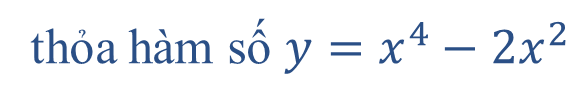 thỏa hàm số y = x⁴ − 2x²